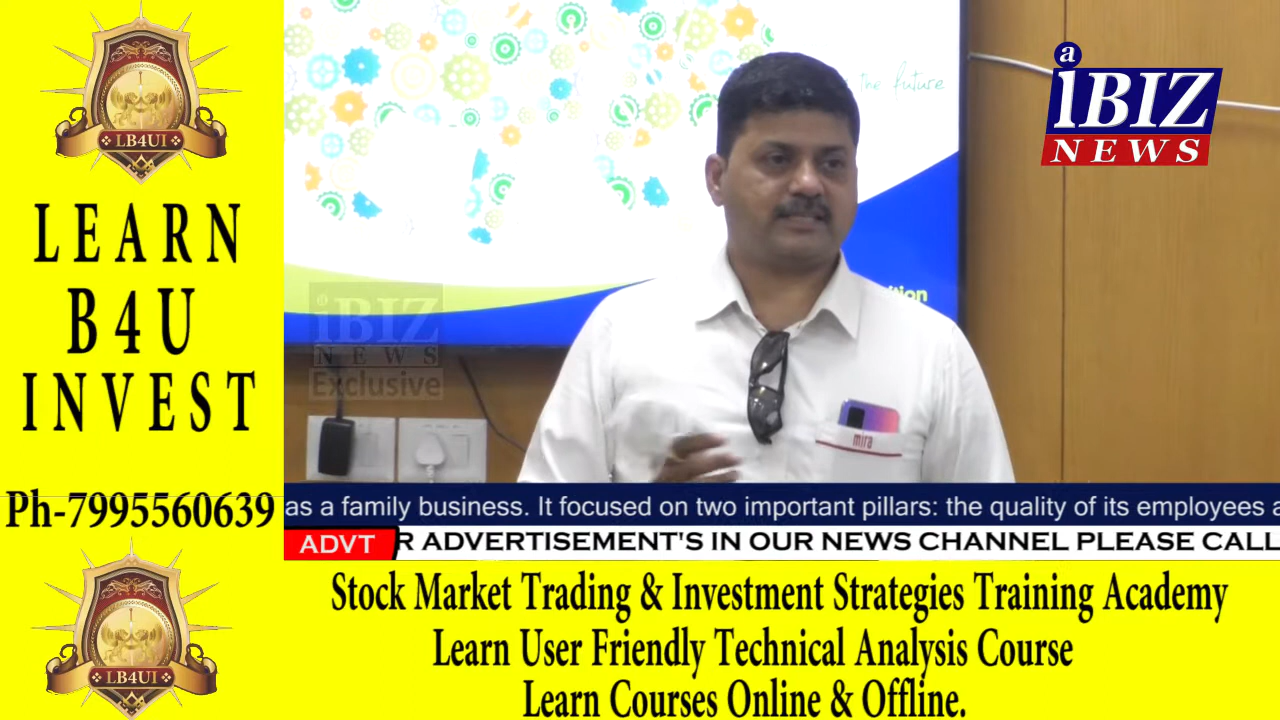 LB4UI
LEARN
B4U
INVEST
Ph-7995560639
LB4UI
the future
a
iBIZ
NEWS
a
iBIZ
NEWS
Exclusive
mira
as a family business. It focused on two important pillars: the quality of its employees a
ADVT
R ADVERTISEMENT'S IN OUR NEWS CHANNEL PLEASE CALL
Stock Market Trading & Investment Strategies Training Academy
Learn User Friendly Technical Analysis Course
Learn Courses Online & Offline.